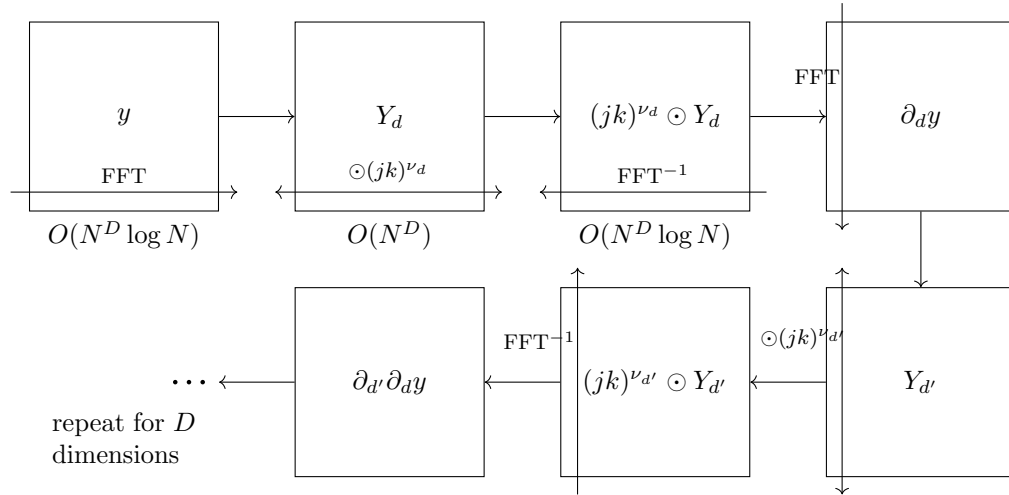 y
FFT
O(N^D log N)
Y_d
⊙(jk)^{ν_d}
O(N^D)
(jk)^{ν_d} ⊙ Y_d
FFT^{−1}
O(N^D log N)
FFT
∂_d y
⊙(jk)^{ν_{d′}}
Y_{d′}
FFT^{−1}
(jk)^{ν_{d′}} ⊙ Y_{d′}
∂_{d′}∂_d y
···
repeat for D
dimensions